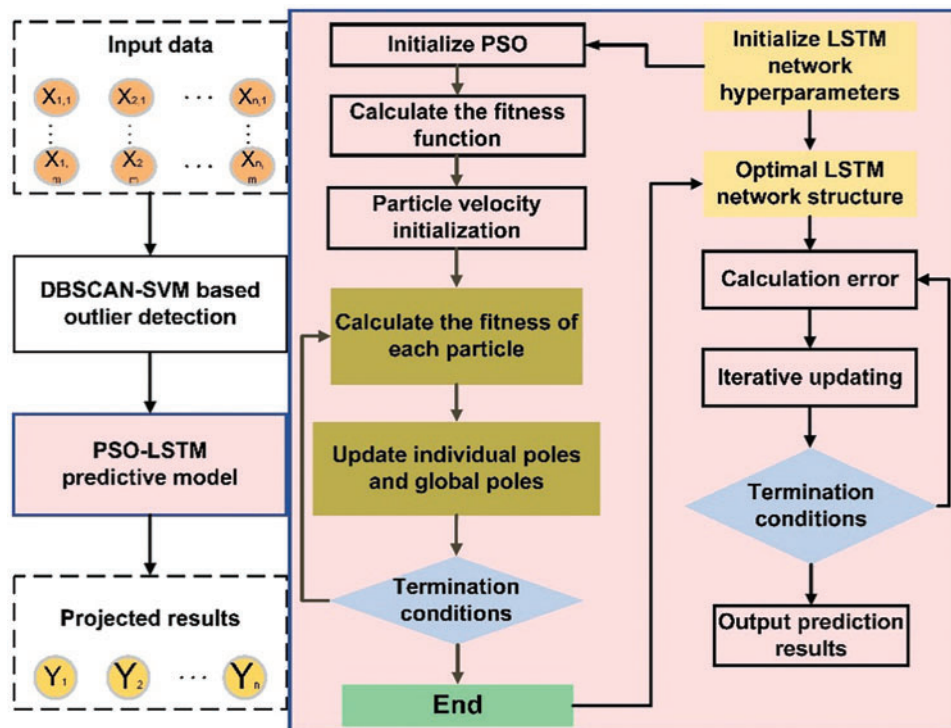 Input data
X1,1 X2,1 ... Xn,1
X1,m X2m ... Xn,m
DBSCAN-SVM based
outlier detection
PSO-LSTM
predictive model
Projected results
Y1 Y2 ... Yn
Initialize PSO
Calculate the fitness
function
Particle velocity
initialization
Calculate the fitness of
each particle
Update individual poles
and global poles
Termination
conditions
End
Initialize LSTM
network
hyperparameters
Optimal LSTM
network structure
Calculation error
Iterative updating
Termination
conditions
Output prediction
results